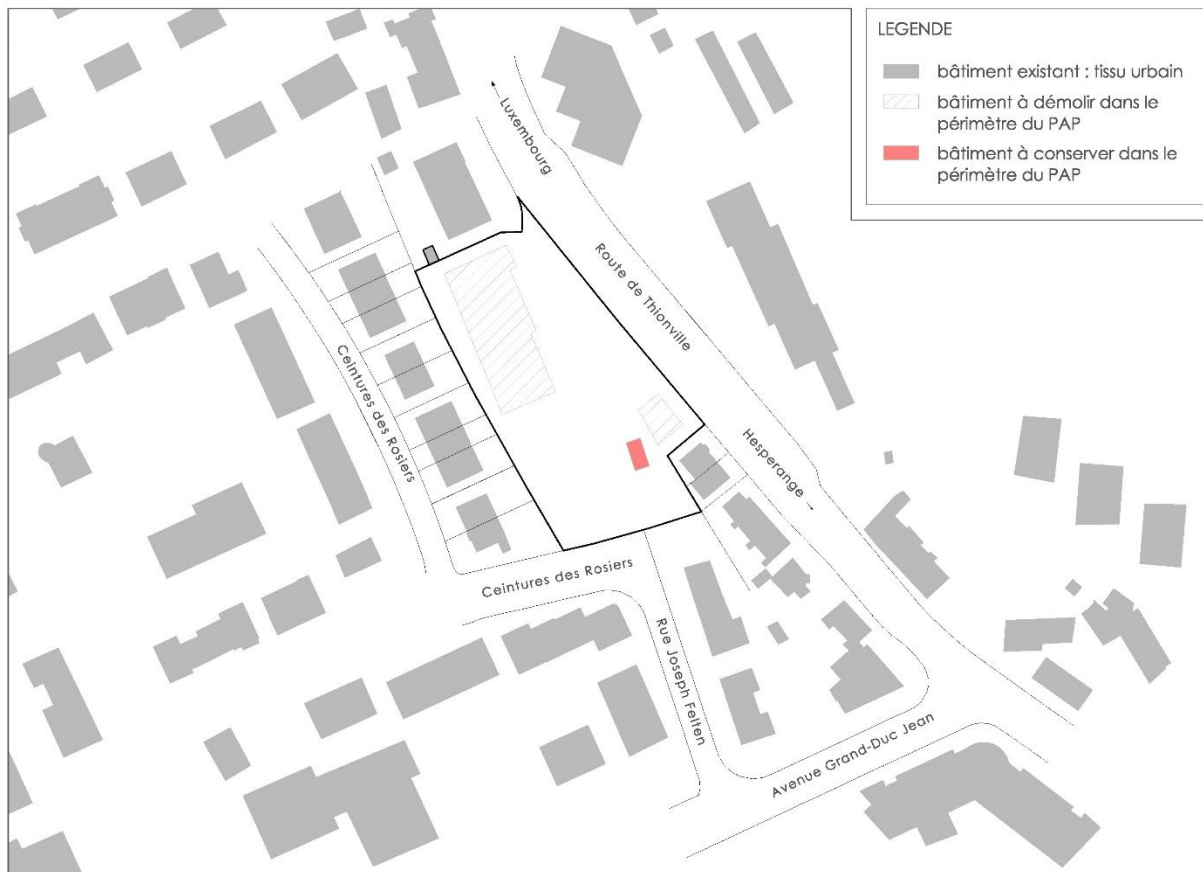 LEGENDE
bâtiment existant : tissu urbain
bâtiment à démolir dans le
périmètre du PAP
bâtiment à conserver dans le
périmètre du PAP
Luxembourg
Route de Thionville
Hesperange
Ceintures des Rosiers
Ceintures des Rosiers
Rue Joseph Felten
Avenue Grand-Duc Jean